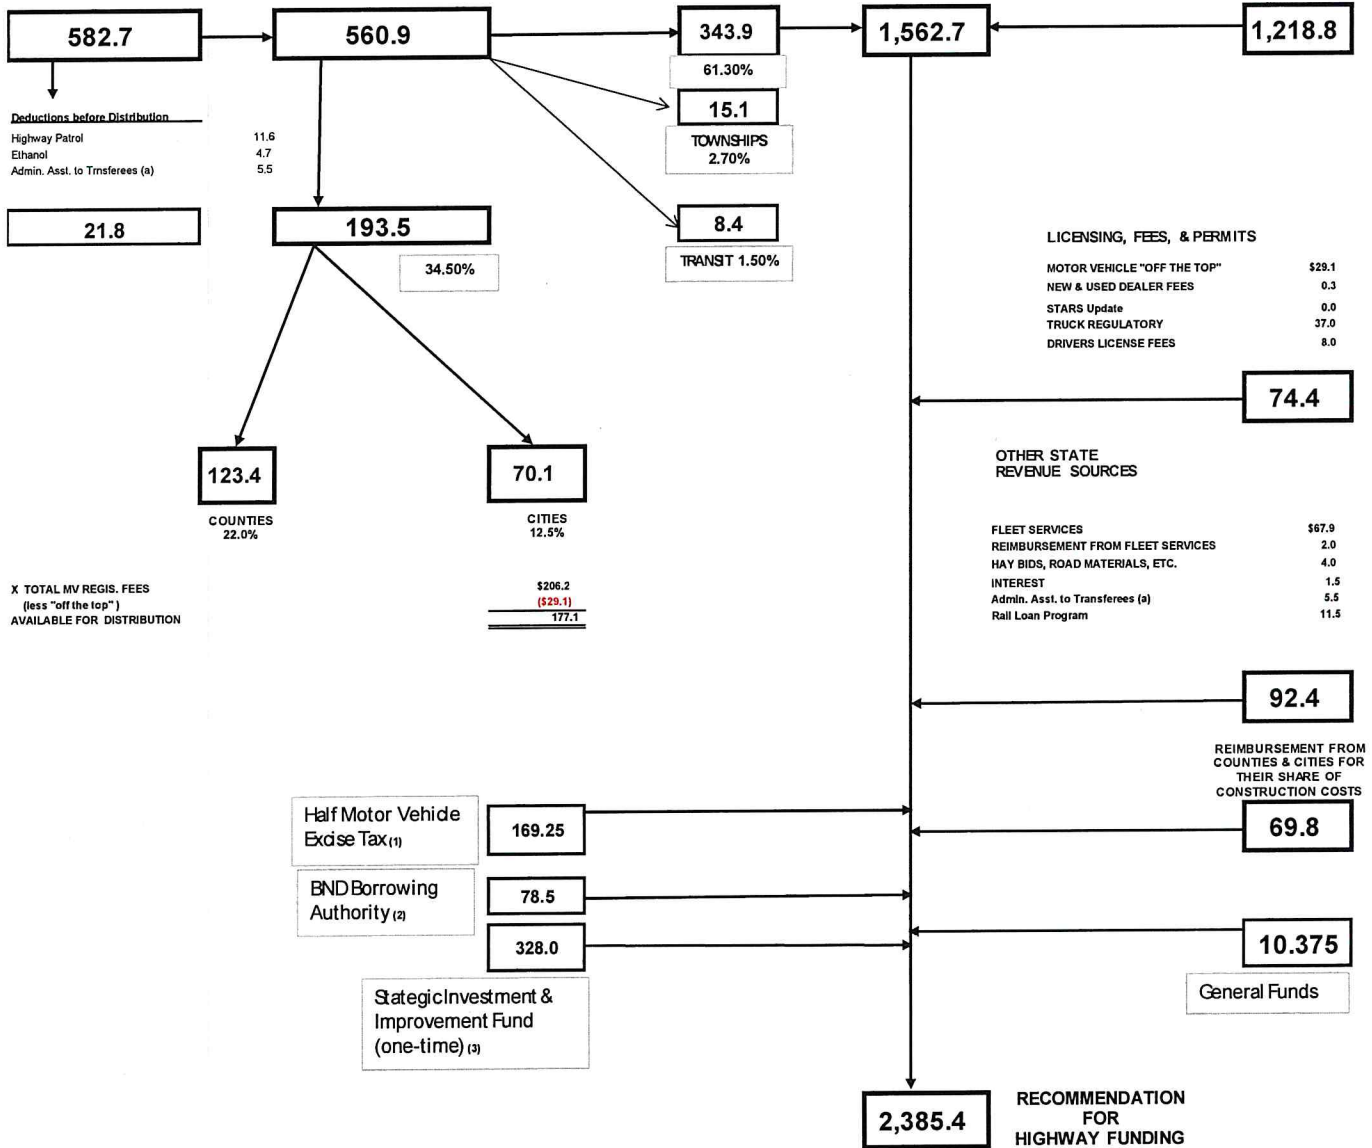 582.7
560.9
343.9
1,562.7
1,218.8
61.30%
15.1
TOWNSHIPS
2.70%
Deductions before Distribution
Highway Patrol 11.6
Ethanol 4.7
Admin. Asst. to Trnsferees (a) 5.5
21.8
193.5
34.50%
8.4
TRANSIT 1.50%
LICENSING, FEES, & PERMITS
MOTOR VEHICLE "OFF THE TOP" $29.1
NEW & USED DEALER FEES 0.3
STARS Update 0.0
TRUCK REGULATORY 37.0
DRIVERS LICENSE FEES 8.0
74.4
123.4
COUNTIES
22.0%
70.1
CITIES
12.5%
OTHER STATE
REVENUE SOURCES
FLEET SERVICES $67.9
REIMBURSEMENT FROM FLEET SERVICES 2.0
HAY BIDS, ROAD MATERIALS, ETC. 4.0
INTEREST 1.5
Admin. Asst. to Transferees (a) 5.5
Rail Loan Program 11.5
X TOTAL MV REGIS. FEES $206.2
(less "off the top" ) ($29.1)
AVAILABLE FOR DISTRIBUTION 177.1
92.4
REIMBURSEMENT FROM
COUNTIES & CITIES FOR
THEIR SHARE OF
CONSTRUCTION COSTS
69.8
Half Motor Vehicle
Excise Tax (1)
169.25
BND Borrowing
Authority (2)
78.5
328.0
Stategic Investment &
Improvement Fund
(one-time) (3)
10.375
General Funds
2,385.4
RECOMMENDATION
FOR
HIGHWAY FUNDING